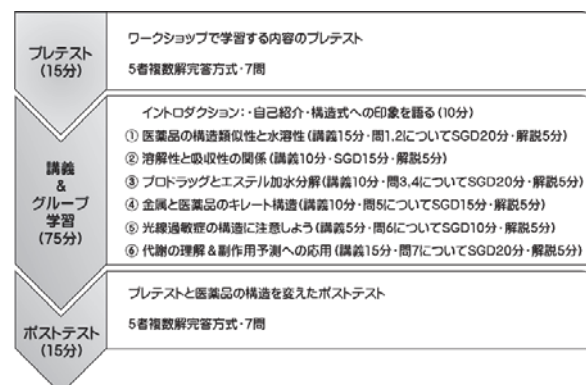 プレテスト
(15分)
ワークショップで学習する内容のプレテスト
5者複数解完答方式・7問
講義
&
グループ
学習
(75分)
イントロダクション:・自己紹介・構造式への印象を語る(10分)
① 医薬品の構造類似性と水溶性(講義15分・問1,2についてSGD20分・解説5分)
② 溶解性と吸収性の関係(講義10分・SGD15分・解説5分)
③ プロドラッグとエステル加水分解(講義10分・問3,4についてSGD20分・解説5分)
④ 金属と医薬品のキレート構造(講義10分・問5についてSGD15分・解説5分)
⑤ 光線過敏症の構造に注意しよう(講義5分・問6についてSGD10分・解説5分)
⑥ 代謝の理解&副作用予測への応用(講義15分・問7についてSGD20分・解説5分)
ポストテスト
(15分)
プレテストと医薬品の構造を変えたポストテスト
5者複数解完答方式・7問